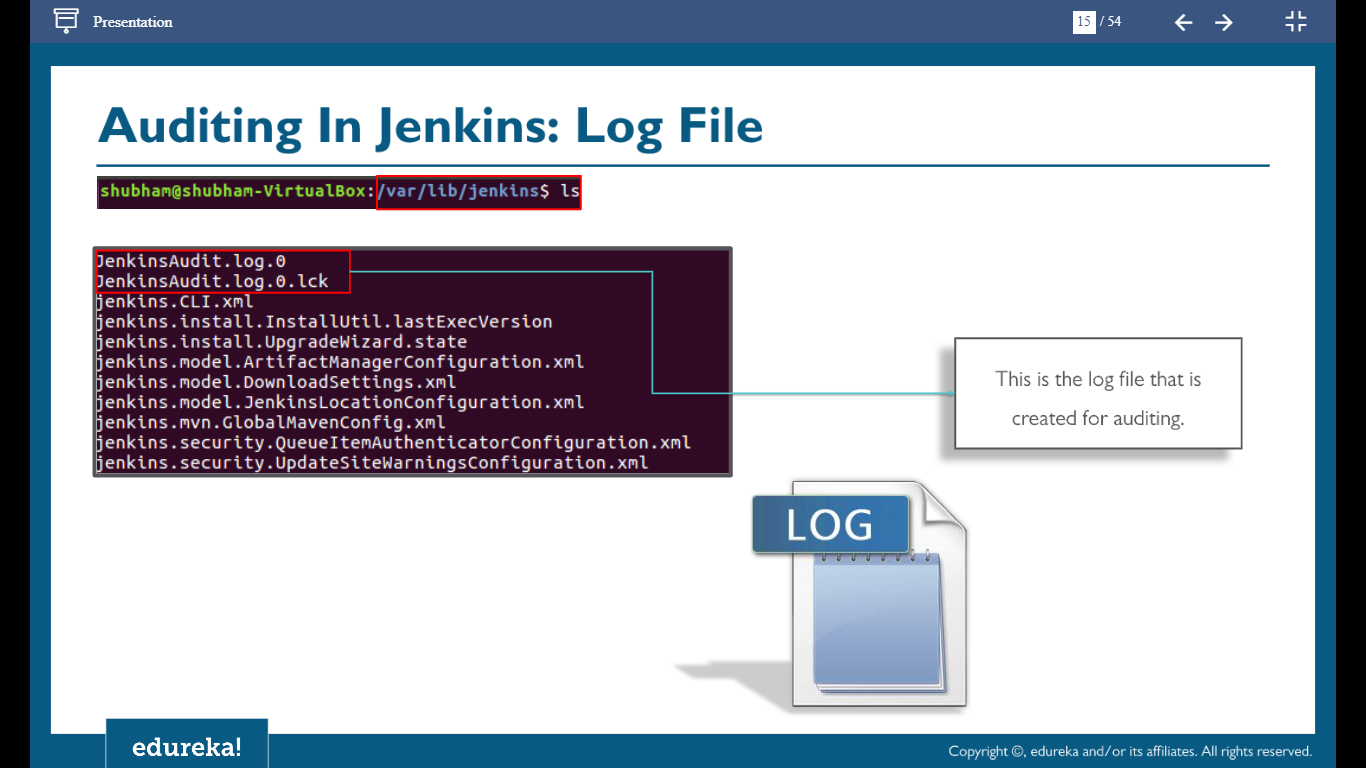 Presentation
15 / 54
Auditing In Jenkins: Log File
shubham@shubham-VirtualBox:/var/lib/jenkins$ ls
JenkinsAudit.log.0
JenkinsAudit.log.0.lck
jenkins.CLI.xml
jenkins.install.InstallUtil.lastExecVersion
jenkins.install.UpgradeWizard.state
jenkins.model.ArtifactManagerConfiguration.xml
jenkins.model.DownloadSettings.xml
jenkins.model.JenkinsLocationConfiguration.xml
jenkins.mvn.GlobalMavenConfig.xml
jenkins.security.QueueItemAuthenticatorConfiguration.xml
jenkins.security.UpdateSiteWarningsConfiguration.xml
This is the log file that is
created for auditing.
LOG
edureka!
Copyright ©, edureka and/or its affiliates. All rights reserved.